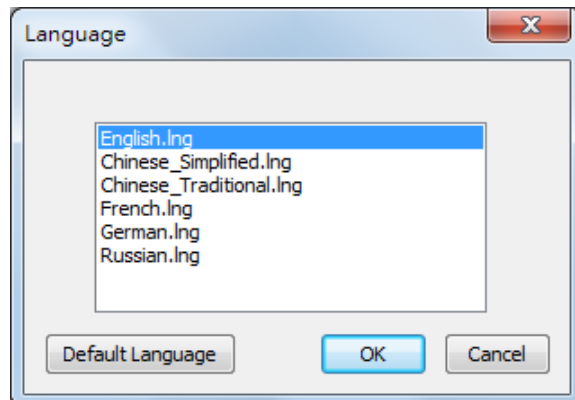 Language
English.lng
Chinese_Simplified.lng
Chinese_Traditional.lng
French.lng
German.lng
Russian.lng
Default Language OK Cancel